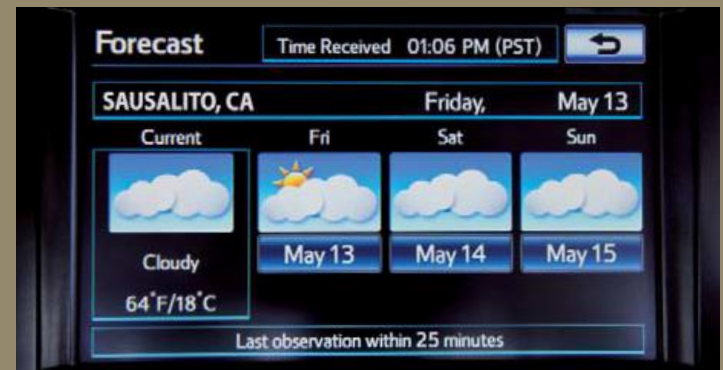 Forecast
Time Received 01:06 PM (PST)
SAUSALITO, CA Friday, May 13
Current Fri Sat Sun
May 13 May 14 May 15
Cloudy
64°F/18°C
Last observation within 25 minutes